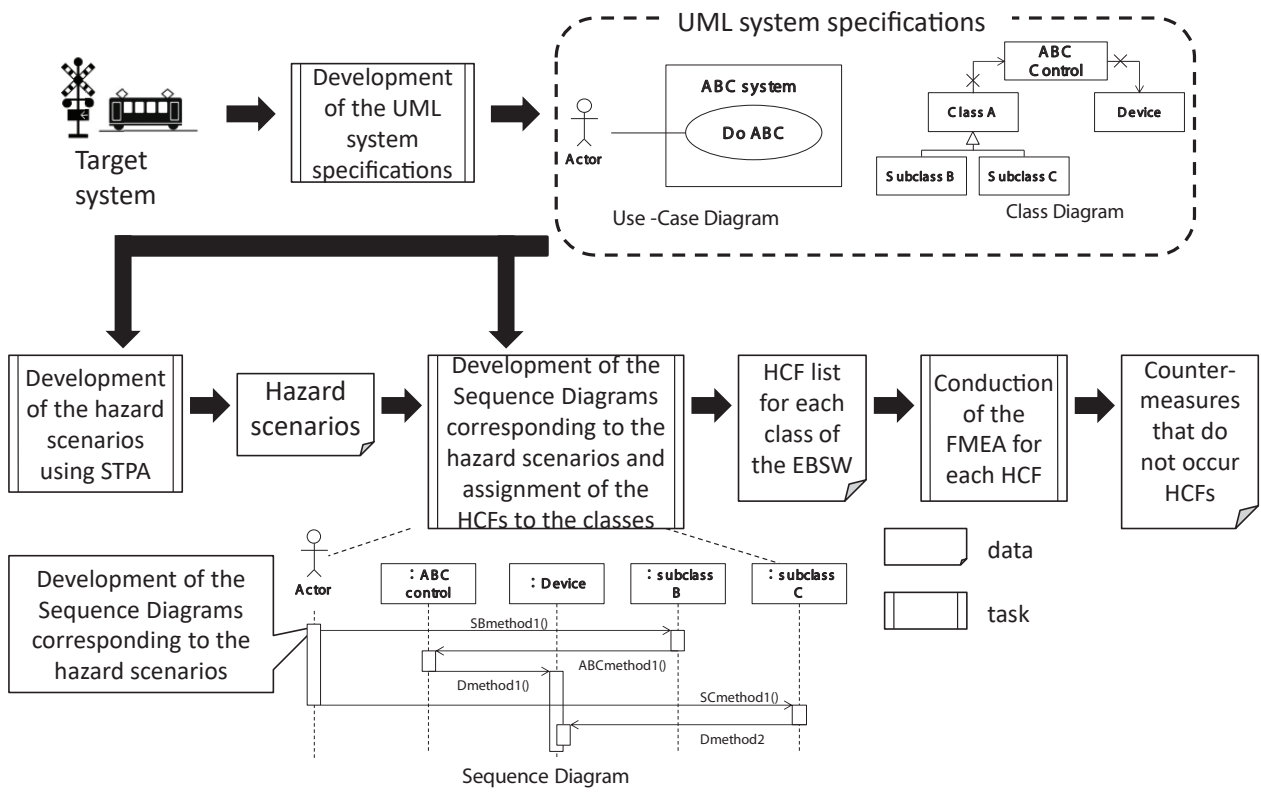 UML system specifications
Target
system
Development
of the UML
system
specifications
Actor
ABC system
Do ABC
Use -Case Diagram
ABC
Control
Class A
Device
Subclass B
Subclass C
Class Diagram
Development
of the hazard
scenarios
using STPA
Hazard
scenarios
Development of the
Sequence Diagrams
corresponding to the
hazard scenarios and
assignment of the
HCFs to the classes
HCF list
for each
class of
the EBSW
Conduction
of the
FMEA for
each HCF
Counter-
measures
that do
not occur
HCFs
data
task
Development of the
Sequence Diagrams
corresponding to the
hazard scenarios
Actor
: ABC
control
: Device
: subclass
B
: subclass
C
SBmethod1()
ABCmethod1()
Dmethod1()
SCmethod1()
Dmethod2
Sequence Diagram